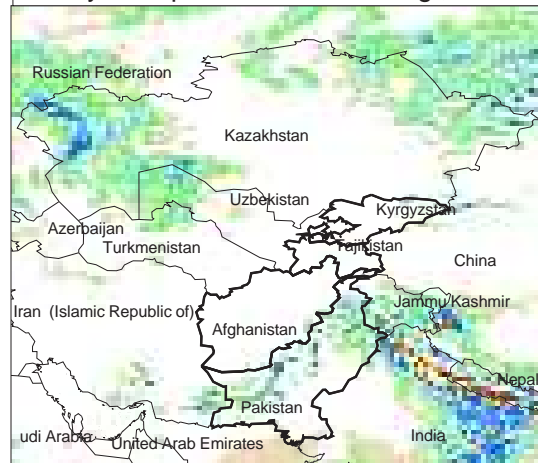 Russian Federation
Kazakhstan
Uzbekistan
Kyrgyzstan
Azerbaijan
Turkmenistan
Tajikistan
China
Iran (Islamic Republic of)
Jammu Kashmir
Afghanistan
Nepal
Pakistan
udi Arabia
United Arab Emirates
India